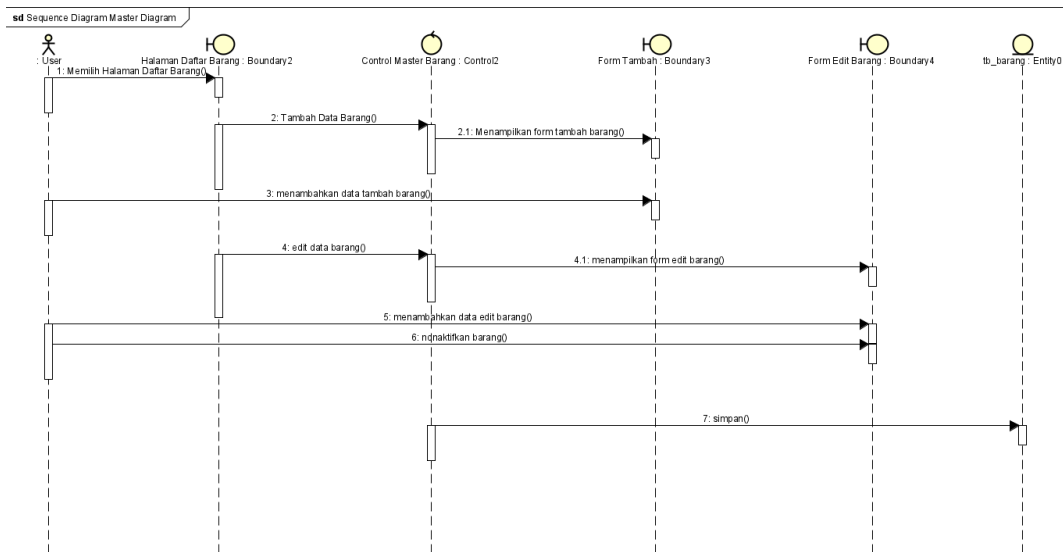 sd Sequence Diagram Master Diagram
: User
Halaman Daftar Barang : Boundary2
Control Master Barang : Control2
Form Tambah : Boundary3
Form Edit Barang : Boundary4
tb_barang : Entity0
1: Memilih Halaman Daftar Barang()
2: Tambah Data Barang()
2.1: Menampilkan form tambah barang()
3: menambahkan data tambah barang()
4: edit data barang()
4.1: menampilkan form edit barang()
5: menambahkan data edit barang()
6: nonaktifkan barang()
7: simpan()